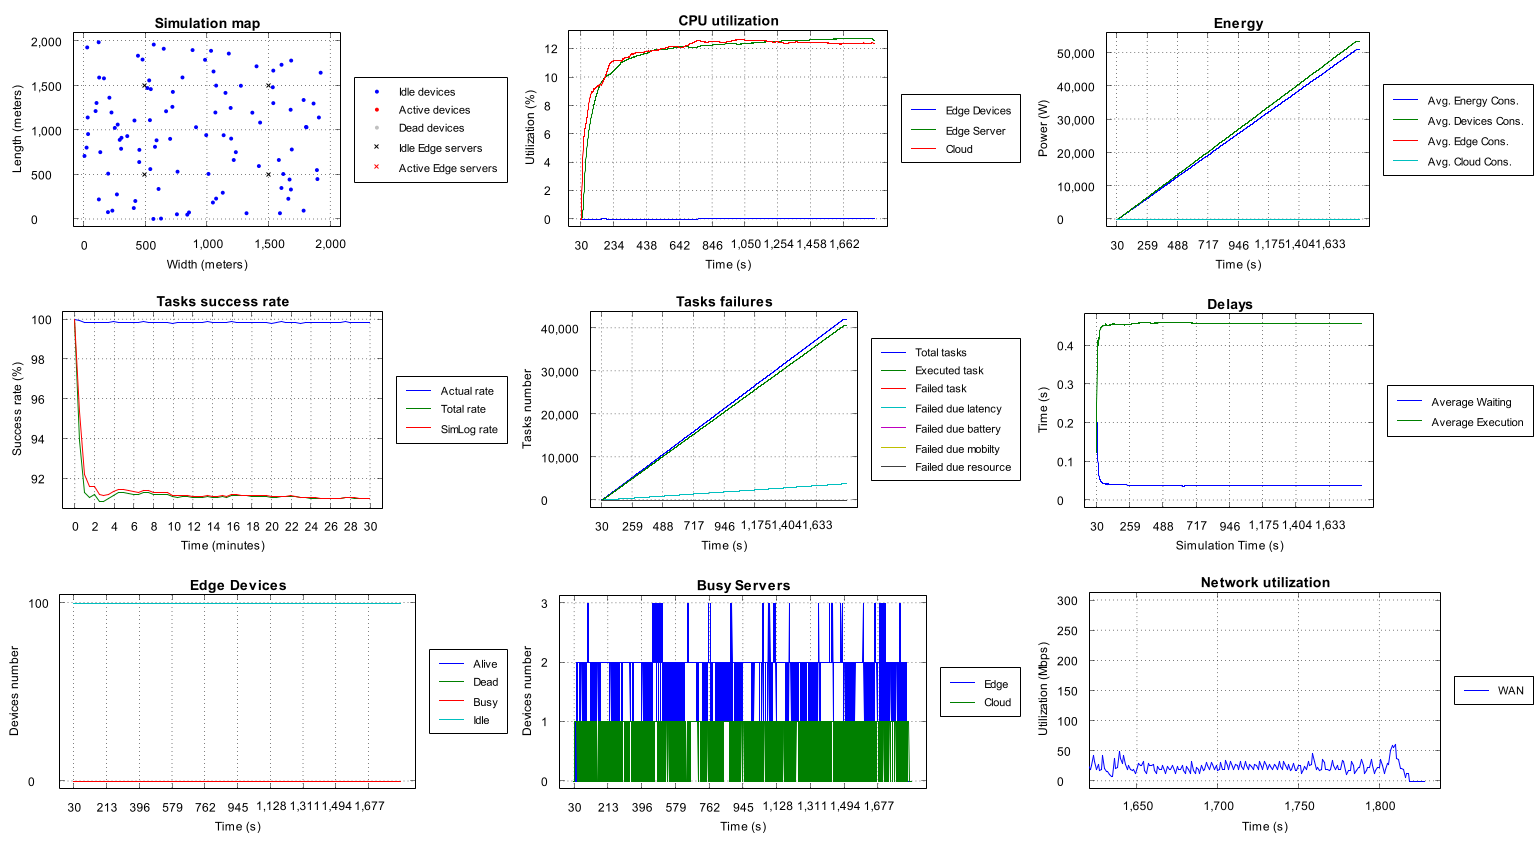 Simulation map
Length (meters)
2,000
1,500
1,000
500
0
0 500 1,000 1,500 2,000
Width (meters)
Idle devices
Active devices
Dead devices
Idle Edge servers
Active Edge servers
CPU utilization
Utilization (%)
12
10
8
6
4
2
0
30 234 438 642 846 1,050 1,254 1,458 1,662
Time (s)
Edge Devices
Edge Server
Cloud
Energy
Power (W)
50,000
40,000
30,000
20,000
10,000
0
30 259 488 717 946 1,175 1,404 1,633
Time (s)
Avg. Energy Cons.
Avg. Devices Cons.
Avg. Edge Cons.
Avg. Cloud Cons.
Tasks success rate
Success rate (%)
100
98
96
94
92
0 2 4 6 8 10 12 14 16 18 20 22 24 26 28 30
Time (minutes)
Actual rate
Total rate
SimLog rate
Tasks failures
Tasks number
40,000
30,000
20,000
10,000
0
30 259 488 717 946 1,175 1,404 1,633
Time (s)
Total tasks
Executed task
Failed task
Failed due latency
Failed due battery
Failed due mobilty
Failed due resource
Delays
Time (s)
0.4
0.3
0.2
0.1
0
30 259 488 717 946 1,175 1,404 1,633
Simulation Time (s)
Average Waiting
Average Execution
Edge Devices
Devices number
100
0
30 213 396 579 762 945 1,128 1,311 1,494 1,677
Time (s)
Alive
Dead
Busy
Idle
Busy Servers
Devices number
3
2
1
0
30 213 396 579 762 945 1,128 1,311 1,494 1,677
Time (s)
Edge
Cloud
Network utilization
Utilization (Mbps)
300
250
200
150
100
50
0
1,650 1,700 1,750 1,800
Time (s)
WAN